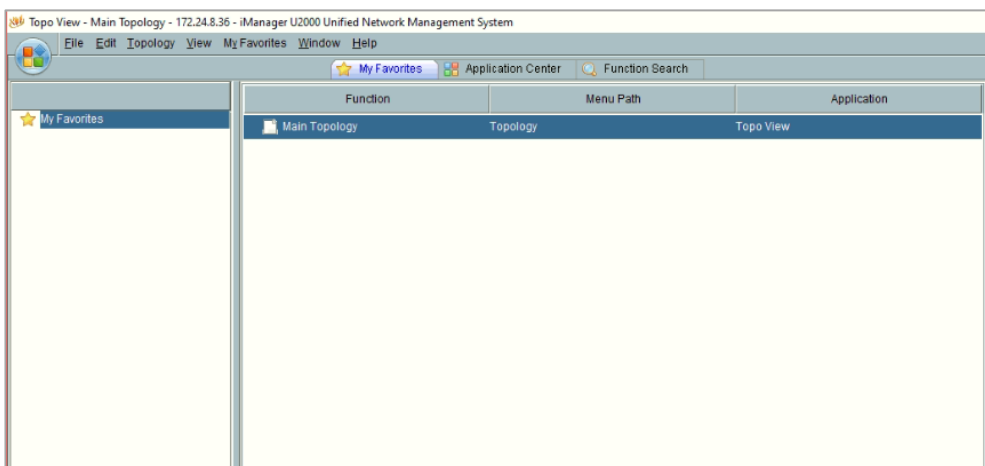 Topo View - Main Topology - 172.24.8.36 - iManager U2000 Unified Network Management System
File Edit Topology View My Favorites Window Help
My Favorites Application Center Function Search
Function Menu Path Application
My Favorites
Main Topology Topology Topo View